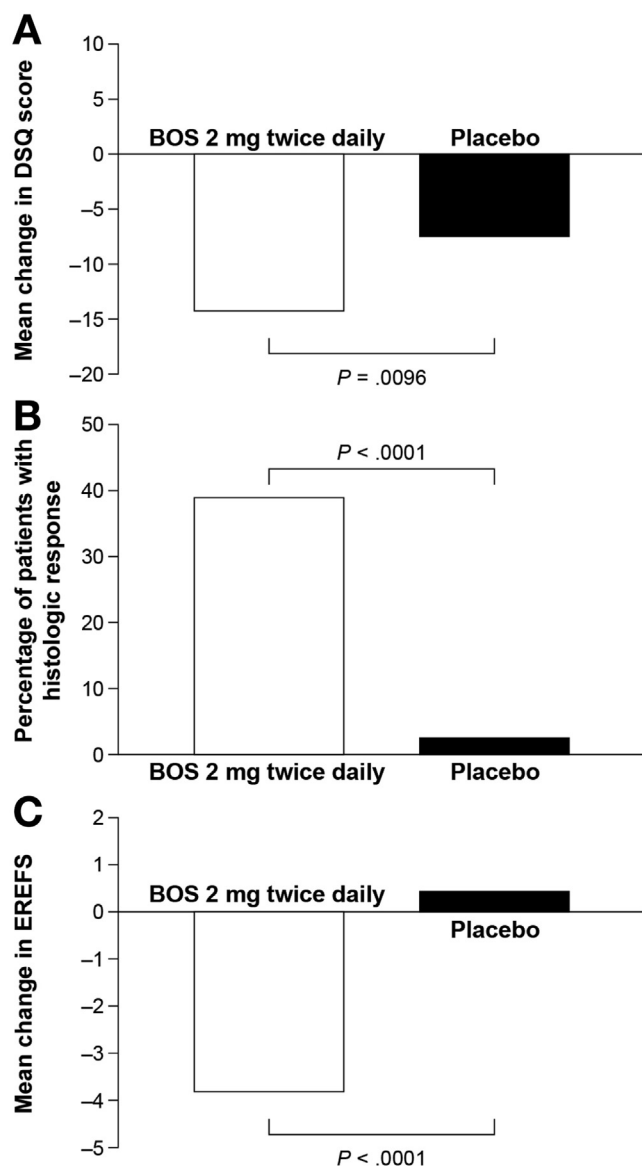 A
Mean change in DSQ score
10
5
0
–5
–10
–15
–20
BOS 2 mg twice daily
Placebo
P = .0096
B
Percentage of patients with
histologic response
50
40
30
20
10
0
P < .0001
BOS 2 mg twice daily
Placebo
C
Mean change in EREFS
2
1
0
–1
–2
–3
–4
–5
BOS 2 mg twice daily
Placebo
P < .0001